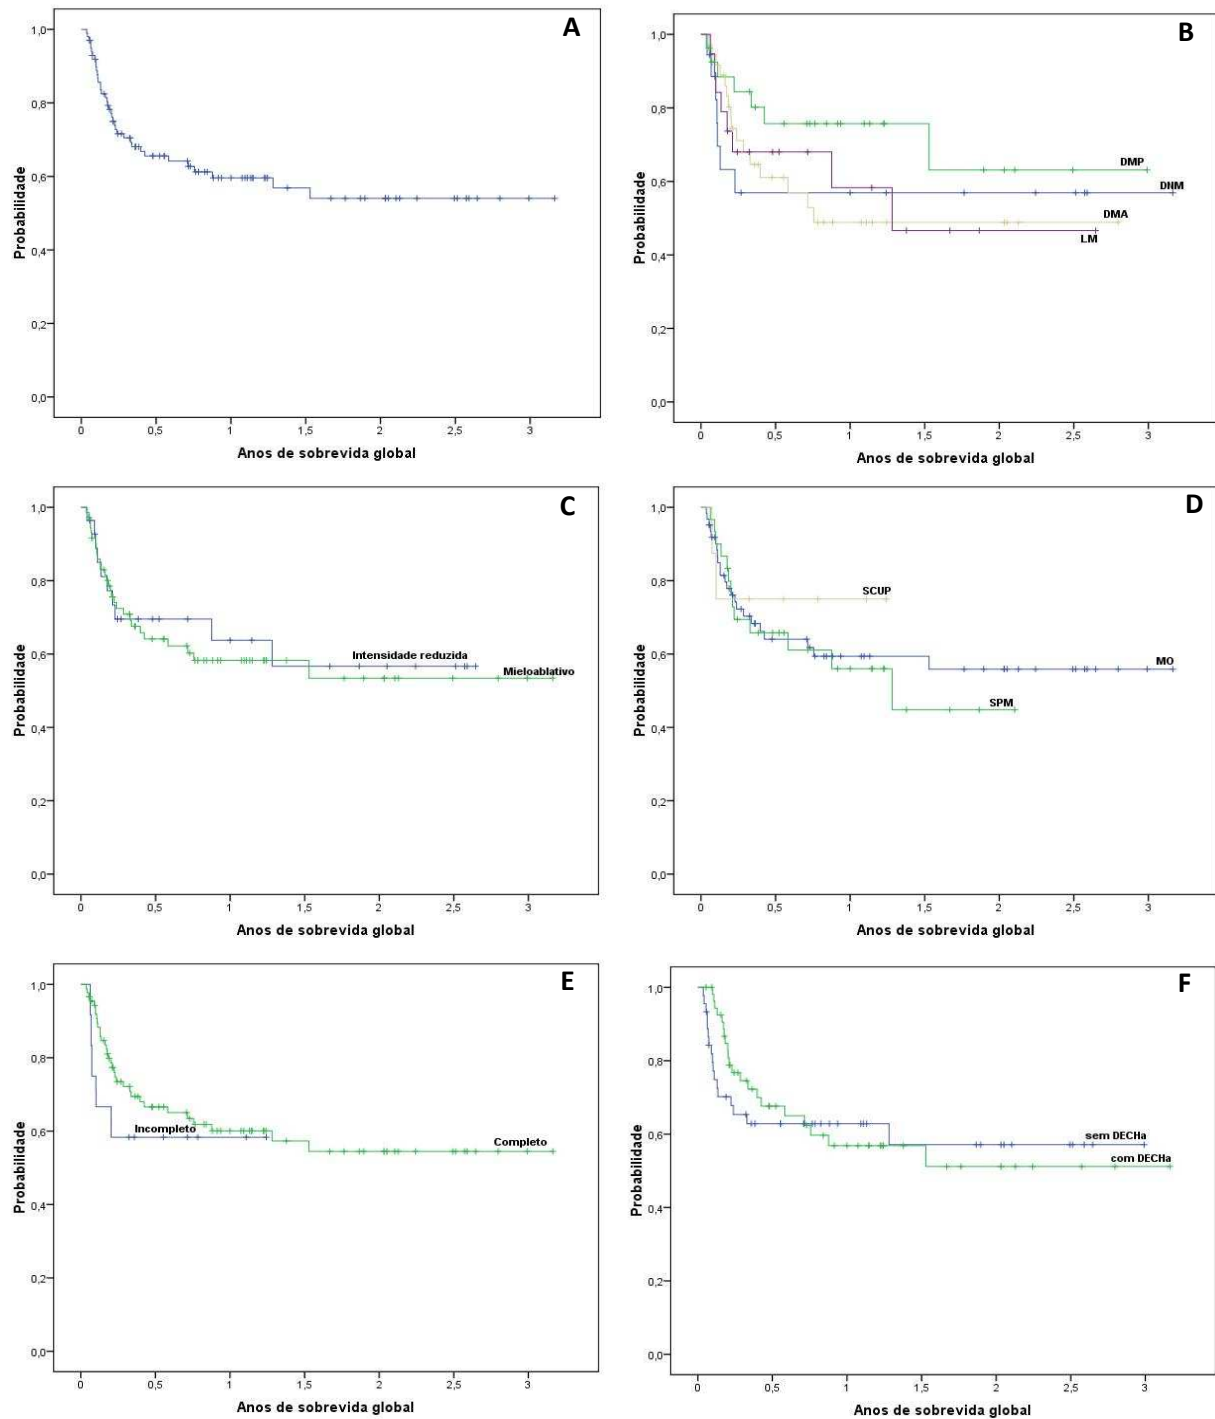 A
1,0
0,8
0,6
0,4
0,2
0,0
Probabilidade
0 0,5 1 1,5 2 2,5 3
Anos de sobrevida global
B
1,0
0,8
0,6
0,4
0,2
0,0
Probabilidade
DMP
DNM
DMA
LM
0 0,5 1 1,5 2 2,5 3
Anos de sobrevida global
C
1,0
0,8
0,6
0,4
0,2
0,0
Probabilidade
Intensidade reduzida
Mieloablativo
0 0,5 1 1,5 2 2,5 3
Anos de sobrevida global
D
1,0
0,8
0,6
0,4
0,2
0,0
Probabilidade
SCUP
MO
SPM
0 0,5 1 1,5 2 2,5 3
Anos de sobrevida global
E
1,0
0,8
0,6
0,4
0,2
0,0
Probabilidade
Incompleto
Completo
0 0,5 1 1,5 2 2,5 3
Anos de sobrevida global
F
1,0
0,8
0,6
0,4
0,2
0,0
Probabilidade
sem DECHa
com DECHa
0 0,5 1 1,5 2 2,5 3
Anos de sobrevida global